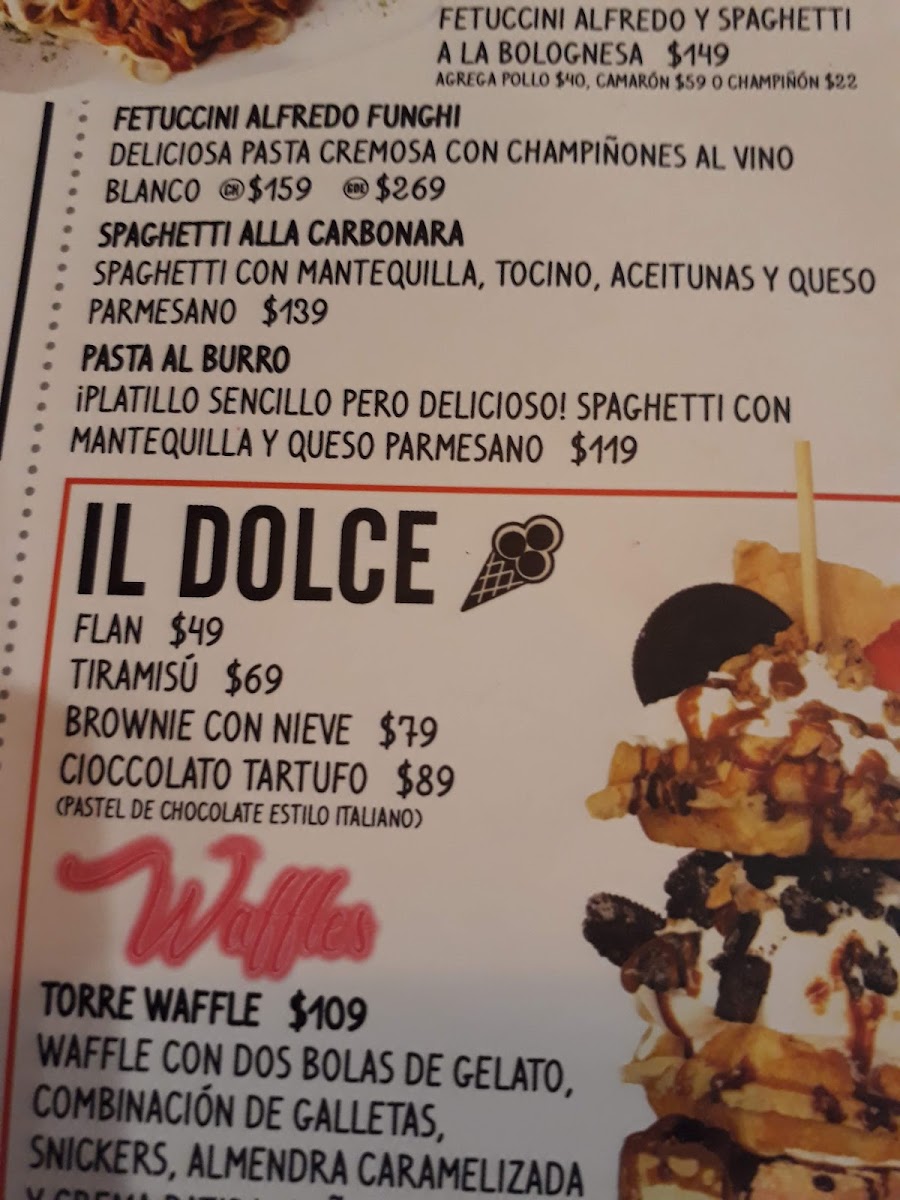 FETUCCINI ALFREDO Y SPAGHETTI
A LA BOLOGNESA $149
AGREGA POLLO $40, CAMARÓN $59 O CHAMPIÑÓN $22
FETUCCINI ALFREDO FUNGHI
DELICIOSA PASTA CREMOSA CON CHAMPIÑONES AL VINO
BLANCO CH $159 GDE $269
SPAGHETTI ALLA CARBONARA
SPAGHETTI CON MANTEQUILLA, TOCINO, ACEITUNAS Y QUESO
PARMESANO $139
PASTA AL BURRO
¡PLATILLO SENCILLO PERO DELICIOSO! SPAGHETTI CON
MANTEQUILLA Y QUESO PARMESANO $119
IL DOLCE
FLAN $49
TIRAMISÚ $69
BROWNIE CON NIEVE $79
CIOCCOLATO TARTUFO $89
(PASTEL DE CHOCOLATE ESTILO ITALIANO)
Waffles
TORRE WAFFLE $109
WAFFLE CON DOS BOLAS DE GELATO,
COMBINACIÓN DE GALLETAS,
SNICKERS, ALMENDRA CARAMELIZADA